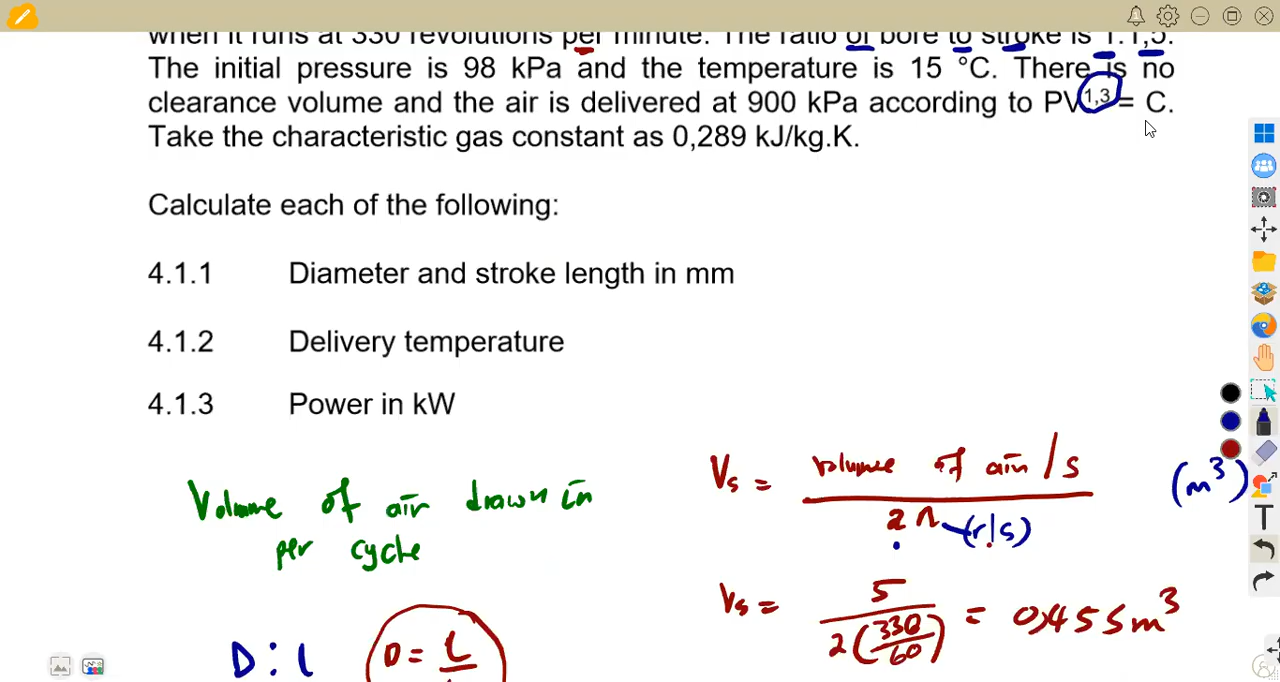 when it runs at 330 revolutions per minute. The ratio of bore to stroke is 1:1,5.
The initial pressure is 98 kPa and the temperature is 15 °C. There is no
clearance volume and the air is delivered at 900 kPa according to PV^1,3 = C.
Take the characteristic gas constant as 0,289 kJ/kg.K.
Calculate each of the following:
4.1.1 Diameter and stroke length in mm
4.1.2 Delivery temperature
4.1.3 Power in kW
Volume of air drawn in
per cycle
Vs = volume of air/s (m³)
2 n (r/s)
Vs = 5 / 2(330/60) = 0,455 m³
D : L D = L
T